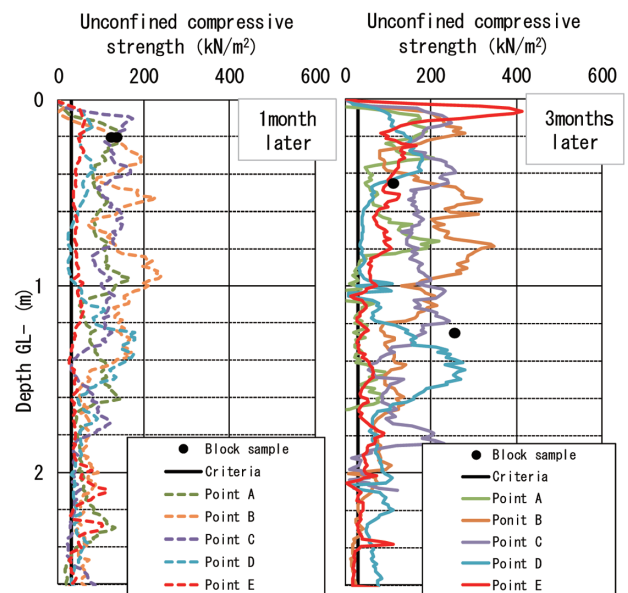 Unconfined compressive
strength (kN/m²)
0 200 400 600
1month
later
0
1
2
Depth GL- (m)
Block sample
Criteria
Point A
Point B
Point C
Point D
Point E
Unconfined compressive
strength (kN/m²)
0 200 400 600
3months
later
Block sample
Criteria
Point A
Ponit B
Point C
Point D
Point E